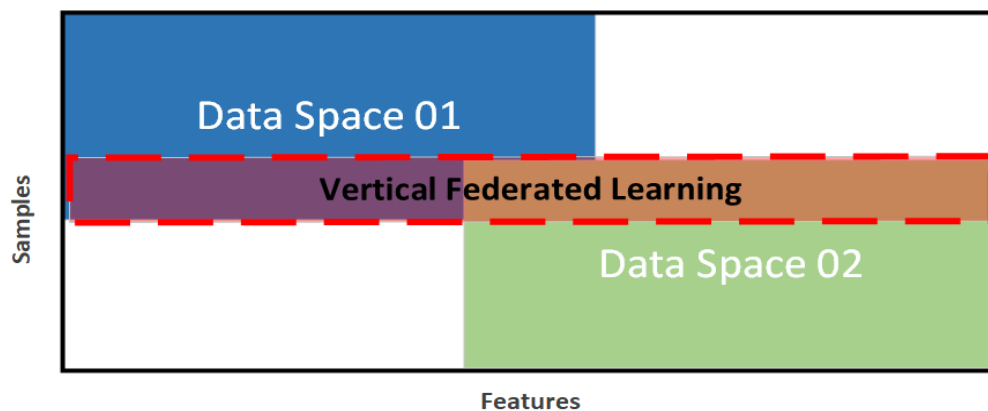 Data Space 01
Vertical Federated Learning
Samples
Data Space 02
Features